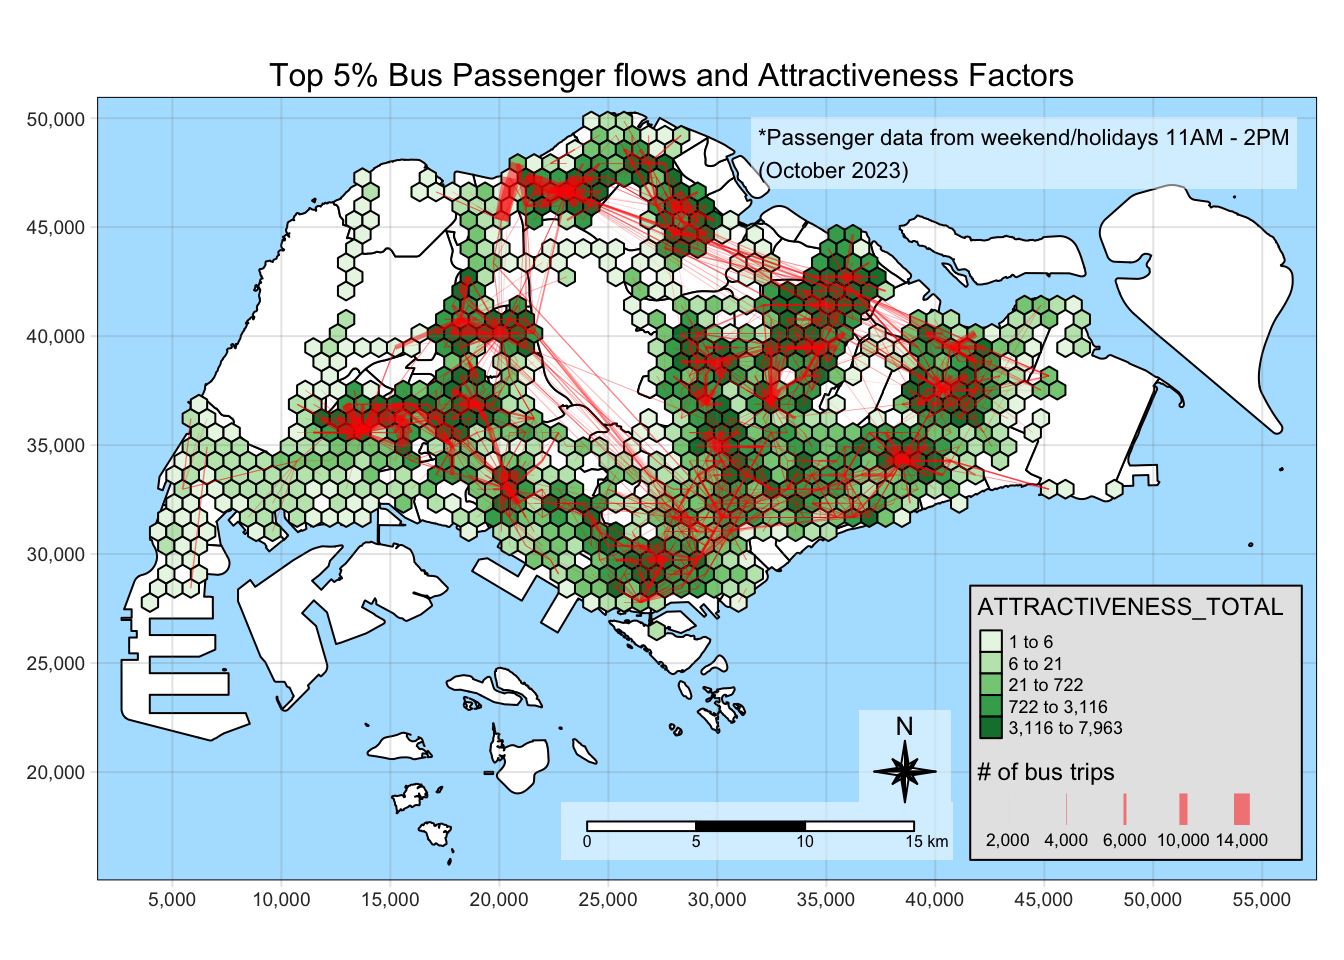 Top 5% Bus Passenger flows and Attractiveness Factors
*Passenger data from weekend/holidays 11AM - 2PM
(October 2023)
50,000
45,000
40,000
35,000
30,000
25,000
20,000
ATTRACTIVENESS_TOTAL
1 to 6
6 to 21
21 to 722
722 to 3,116
3,116 to 7,963
# of bus trips
2,000 4,000 6,000 10,000 14,000
N
0 5 10 15 km
5,000 10,000 15,000 20,000 25,000 30,000 35,000 40,000 45,000 50,000 55,000